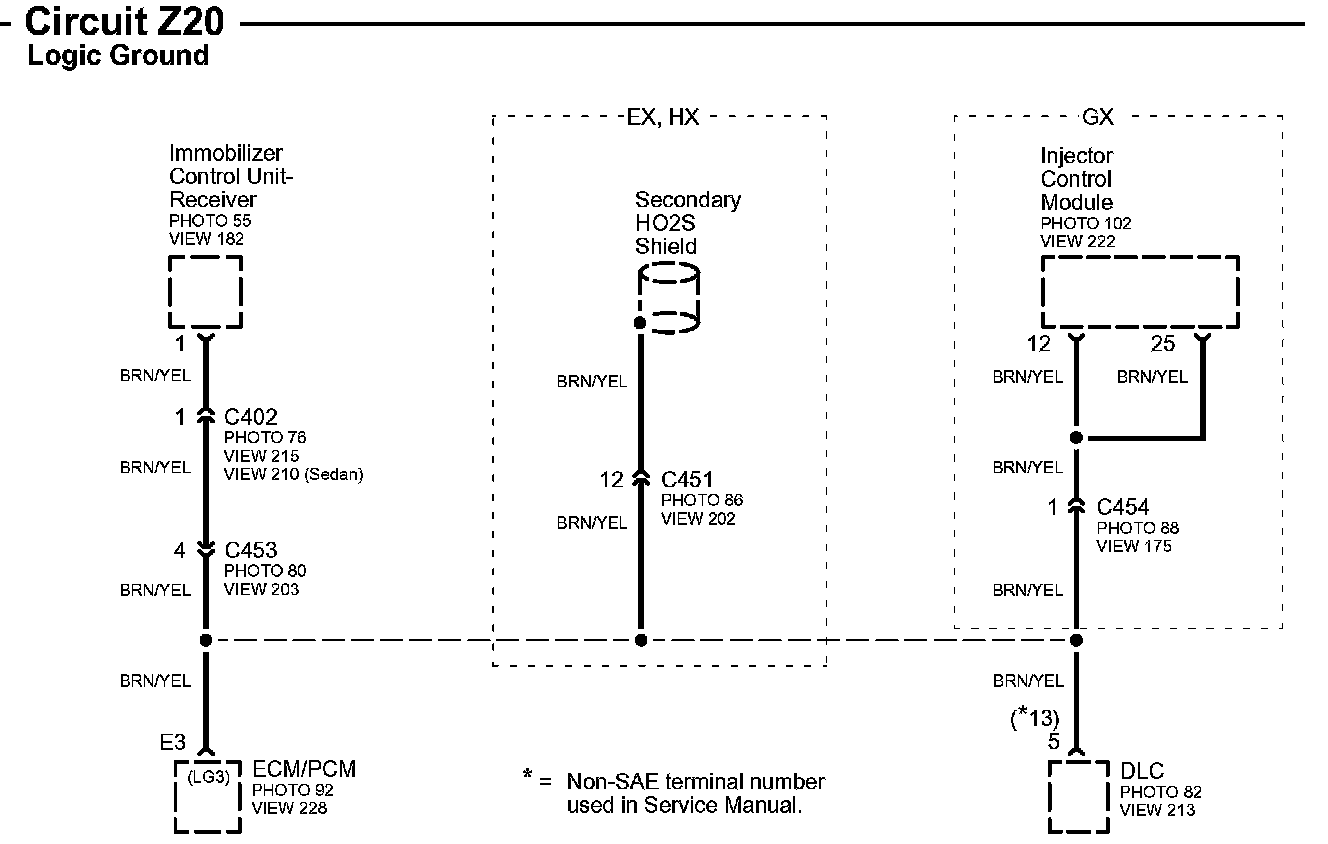 Circuit Z20
Logic Ground
Immobilizer
Control Unit-
Receiver
PHOTO 55
VIEW 182
1
BRN/YEL
1
C402
PHOTO 76
VIEW 215
VIEW 210 (Sedan)
BRN/YEL
4
C453
PHOTO 80
VIEW 203
BRN/YEL
BRN/YEL
E3
(LG3)
ECM/PCM
PHOTO 92
VIEW 228
EX, HX
Secondary
HO2S
Shield
BRN/YEL
12
C451
PHOTO 86
VIEW 202
BRN/YEL
* = Non-SAE terminal number
used in Service Manual.
GX
Injector
Control
Module
PHOTO 102
VIEW 222
12
25
BRN/YEL
BRN/YEL
BRN/YEL
1
C454
PHOTO 88
VIEW 175
BRN/YEL
BRN/YEL
(*13)
5
DLC
PHOTO 82
VIEW 213